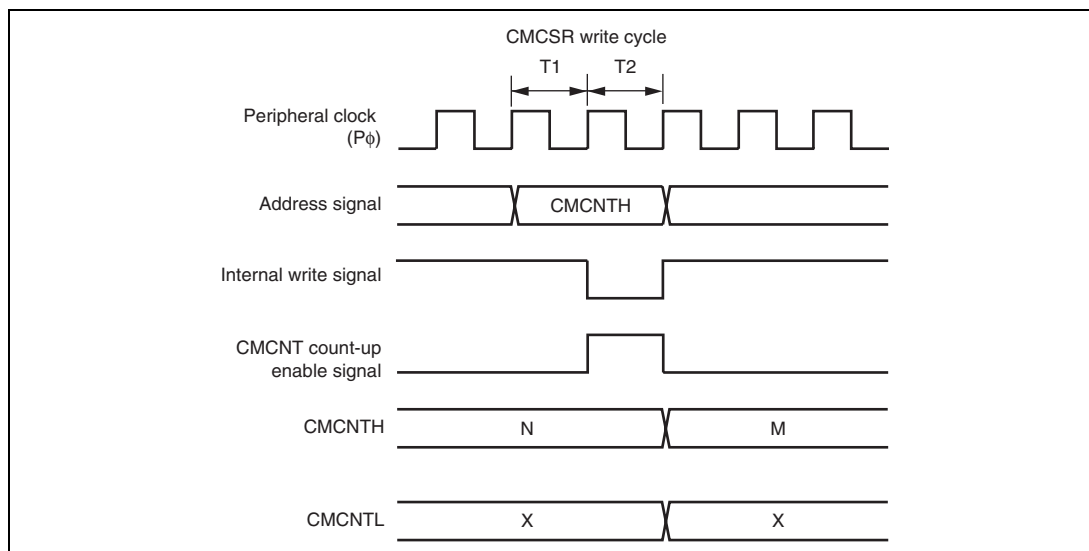 CMCSR write cycle
T1 T2
Peripheral clock
(Pϕ)
Address signal
CMCNTH
Internal write signal
CMCNT count-up
enable signal
CMCNTH
N M
CMCNTL
X X